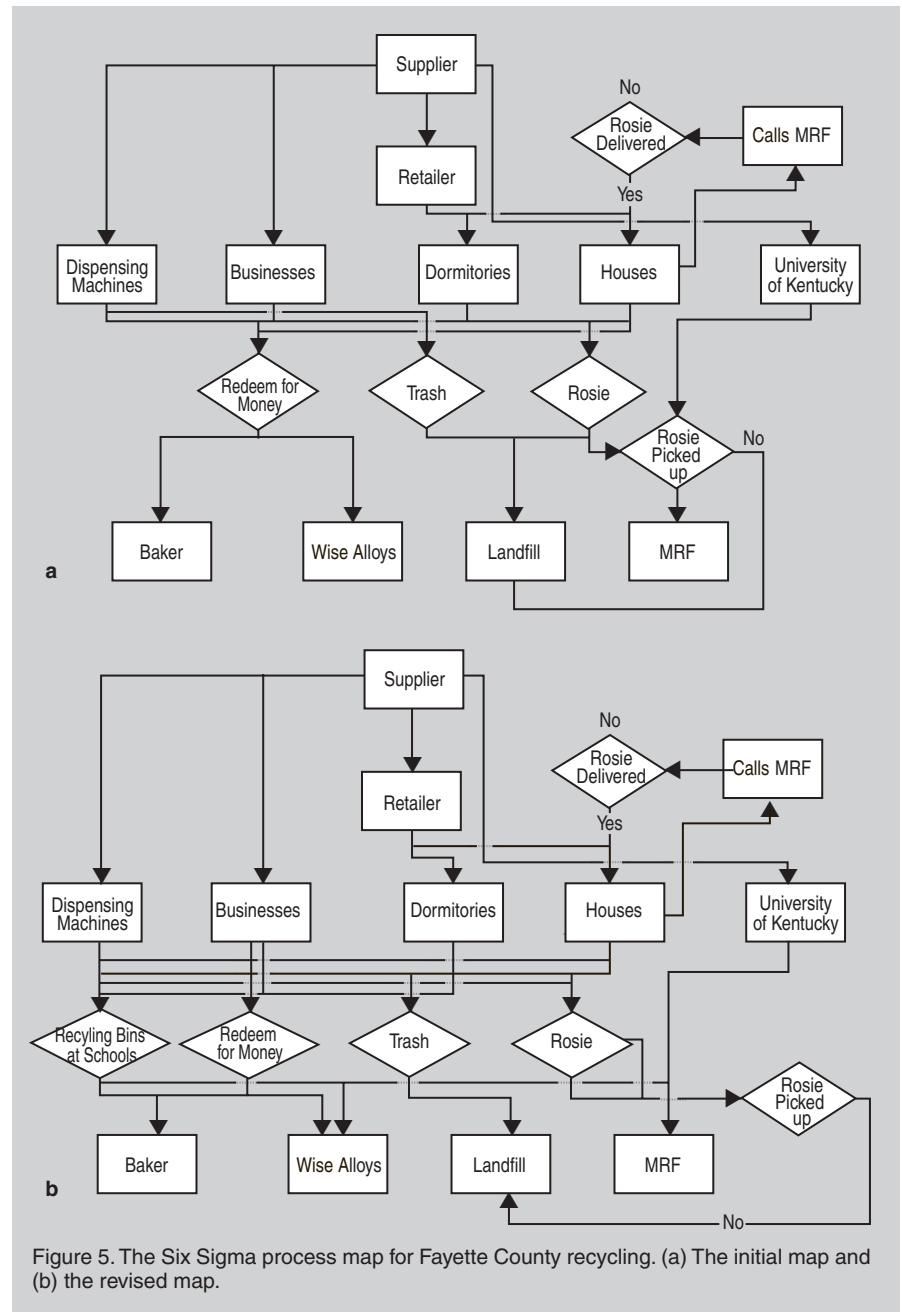 Supplier
No
Rosie
Delivered
Calls MRF
Retailer
Yes
Dispensing
Machines
Businesses
Dormitories
Houses
University
of Kentucky
Redeem for
Money
Trash
Rosie
Rosie
Picked
up
No
Baker
Wise Alloys
Landfill
MRF
a
Supplier
No
Rosie
Delivered
Calls MRF
Retailer
Yes
Dispensing
Machines
Businesses
Dormitories
Houses
University
of Kentucky
Recyling Bins
at Schools
Redeem
for Money
Trash
Rosie
Rosie
Picked
up
Baker
Wise Alloys
Landfill
MRF
b
No
Figure 5. The Six Sigma process map for Fayette County recycling. (a) The initial map and
(b) the revised map.